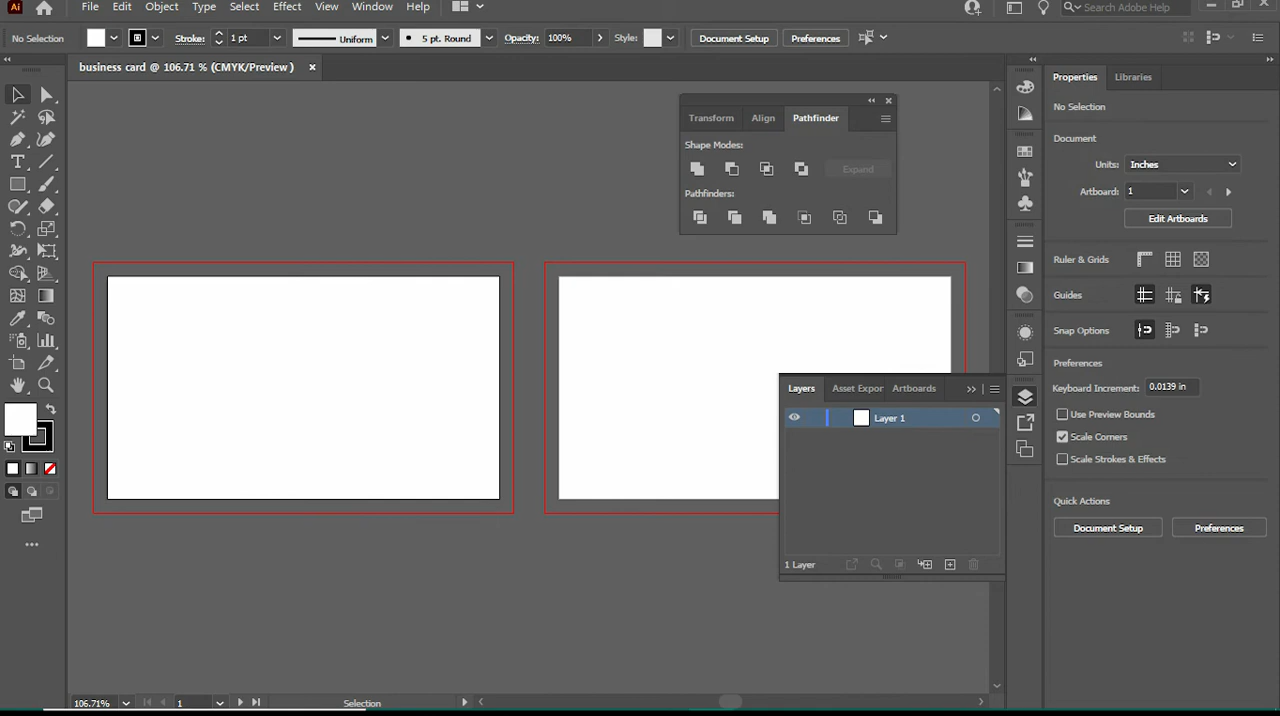 Ai File Edit Object Type Select Effect View Window Help Search Adobe Help
No Selection Stroke: 1 pt Uniform 5 pt. Round Opacity: 100% Style: Document Setup Preferences
business card @ 106.71 % (CMYK/Preview )
Properties Libraries
No Selection
Transform Align Pathfinder
Document
Shape Modes:
Units: Inches
Expand
Artboard: 1
Pathfinders:
Edit Artboards
Ruler & Grids
Guides
Snap Options
Preferences
Keyboard Increment: 0.0139 in
Layers Asset Expor Artboards
Use Preview Bounds
Layer 1
Scale Corners
Scale Strokes & Effects
Quick Actions
Document Setup Preferences
1 Layer
106.71% 1 Selection